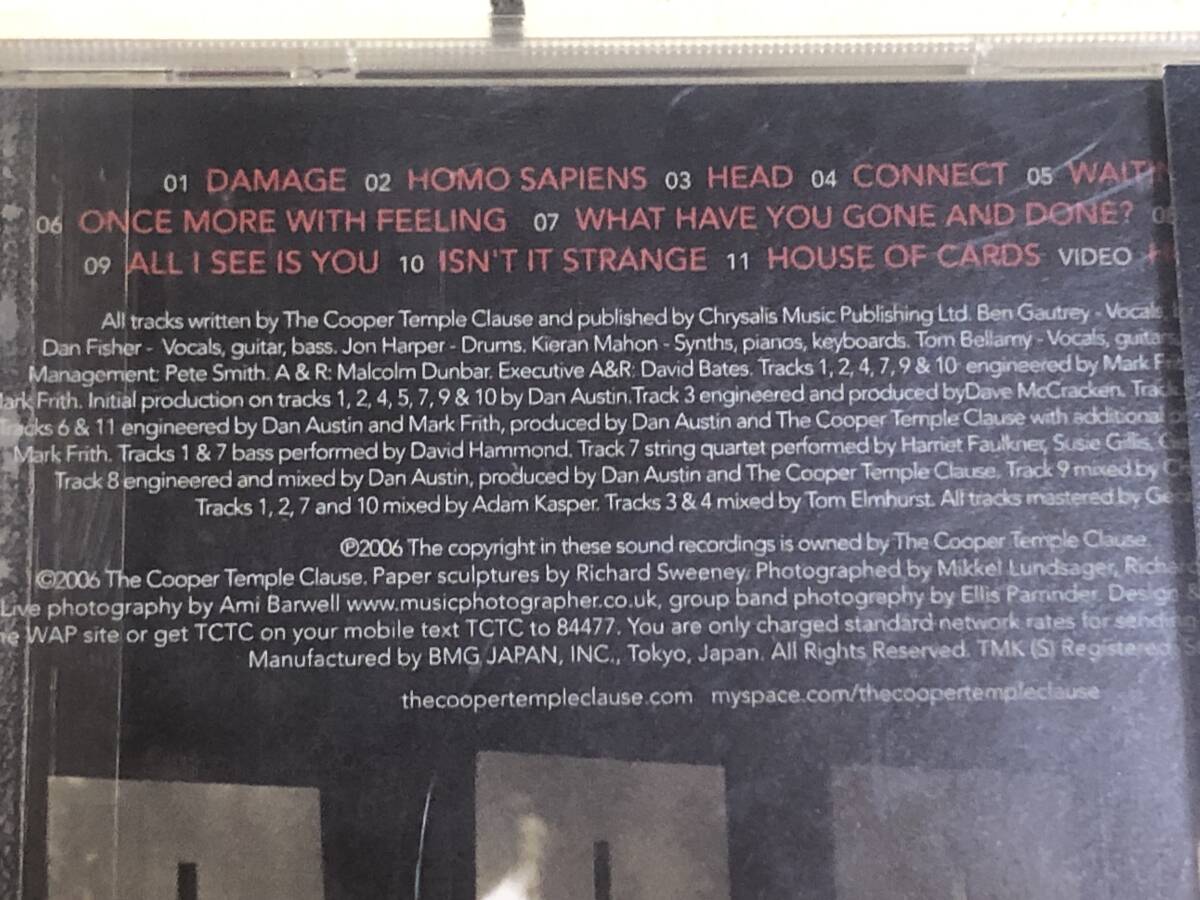 01 DAMAGE 02 HOMO SAPIENS 03 HEAD 04 CONNECT 05
06 ONCE MORE WITH FEELING 07 WHAT HAVE YOU GONE AND DONE?
09 ALL I SEE IS YOU 10 ISN'T IT STRANGE 11 HOUSE OF CARDS VIDEO
All tracks written by The Cooper Temple Clause and published by Chrysalis Music Publishing Ltd. Ben Gautrey - Vocals,
Dan Fisher - Vocals, guitar, bass. Jon Harper - Drums. Kieran Mahon - Synths, pianos, keyboards. Tom Bellamy - Vocals, guitar
Management: Pete Smith. A & R: Malcolm Dunbar. Executive A&R: David Bates. Tracks 1, 2, 4, 7, 9 & 10 engineered by Mark
Frith. Initial production on tracks 1, 2, 4, 5, 7, 9 & 10 by Dan Austin.Track 3 engineered and produced byDave McCracken.
6 & 11 engineered by Dan Austin and Mark Frith, produced by Dan Austin and The Cooper Temple Clause with additional
Mark Frith. Tracks 1 & 7 bass performed by David Hammond. Track 7 string quartet performed by Harriet Faulkner, Susie Gillis,
Track 8 engineered and mixed by Dan Austin, produced by Dan Austin and The Cooper Temple Clause. Track 9 mixed by
Tracks 1, 2, 7 and 10 mixed by Adam Kasper. Tracks 3 & 4 mixed by Tom Elmhurst. All tracks mastered by
℗2006 The copyright in these sound recordings is owned by The Cooper Temple Clause.
©2006 The Cooper Temple Clause. Paper sculptures by Richard Sweeney. Photographed by Mikkel Lundsager,
Live photography by Ami Barwell www.musicphotographer.co.uk, group band photography by Ellis Parrinder. Design
WAP site or get TCTC on your mobile text TCTC to 84477. You are only charged standard network rates for sending
Manufactured by BMG JAPAN, INC., Tokyo, Japan. All Rights Reserved. TMK (S) Registered
thecoopertempleclause.com myspace.com/thecoopertempleclause